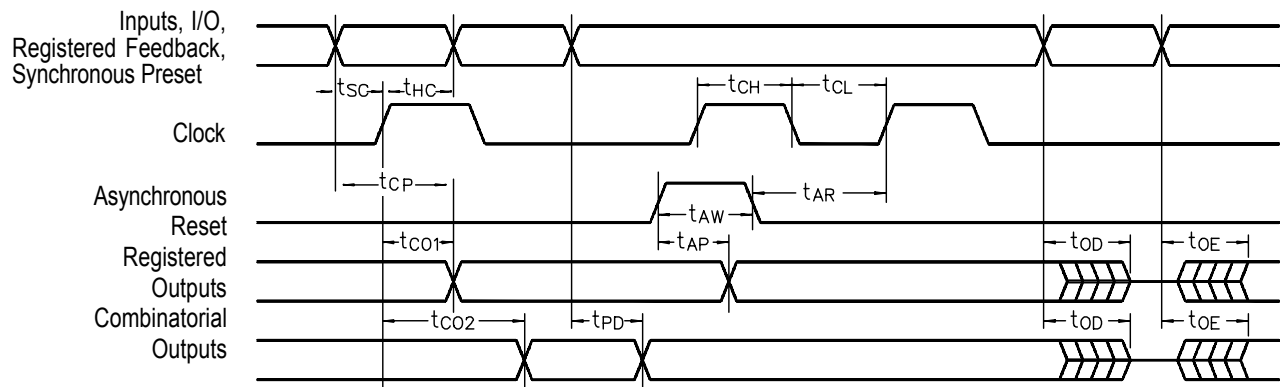 Inputs, I/O,
Registered Feedback,
Synchronous Preset
tSC
tHC
tCH
tCL
Clock
tCP
Asynchronous
Reset
tAW
tAR
tCO1
tAP
tOD
tOE
Registered
Outputs
Combinatorial
Outputs
tCO2
tPD
tOD
tOE